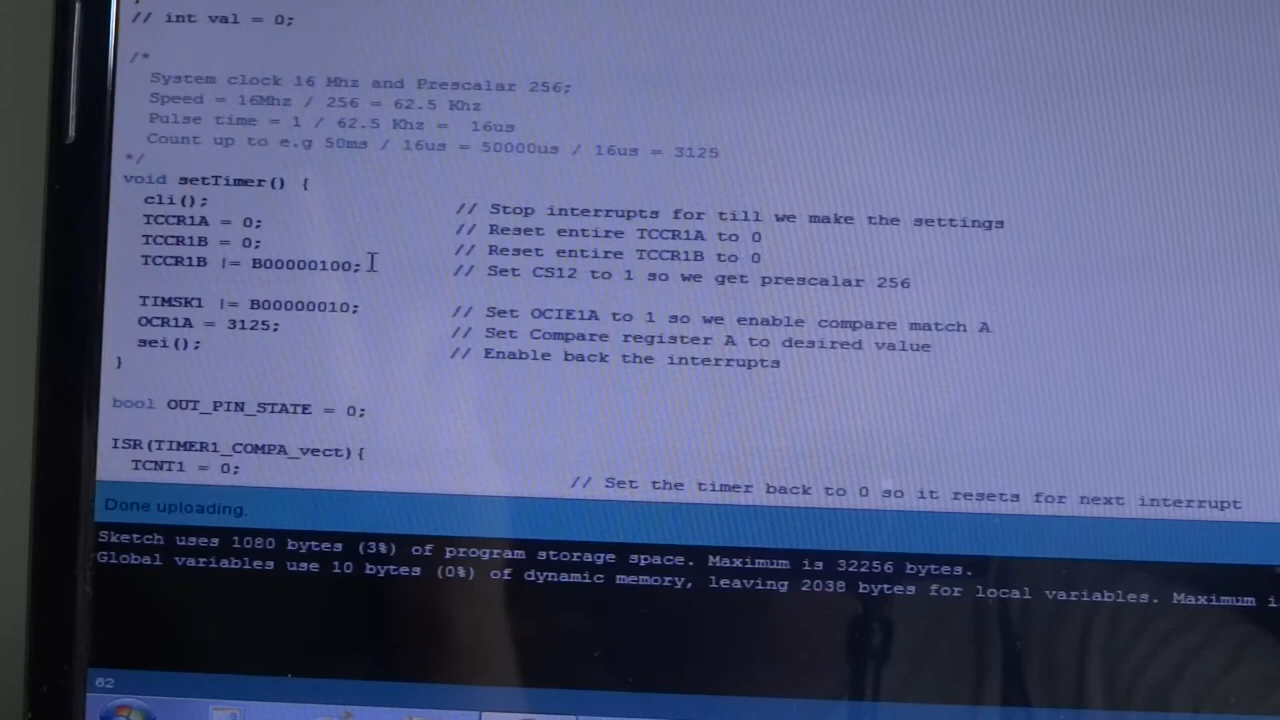 // int val = 0;
/*
System clock 16 Mhz and Prescalar 256;
Speed = 16Mhz / 256 = 62.5 Khz
Pulse time = 1 / 62.5 Khz = 16us
Count up to e.g 50ms / 16us = 50000us / 16us = 3125
*/
void setTimer() {
cli(); // Stop interrupts for till we make the settings
TCCR1A = 0; // Reset entire TCCR1A to 0
TCCR1B = 0; // Reset entire TCCR1B to 0
TCCR1B |= B00000100; // Set CS12 to 1 so we get prescalar 256
TIMSK1 |= B00000010; // Set OCIE1A to 1 so we enable compare match A
OCR1A = 3125; // Set Compare register A to desired value
sei(); // Enable back the interrupts
}
bool OUT_PIN_STATE = 0;
ISR(TIMER1_COMPA_vect){
TCNT1 = 0; // Set the timer back to 0 so it resets for next interrupt
Done uploading.
Sketch uses 1080 bytes (3%) of program storage space. Maximum is 32256 bytes.
Global variables use 10 bytes (0%) of dynamic memory, leaving 2038 bytes for local variables. Maximum i
62